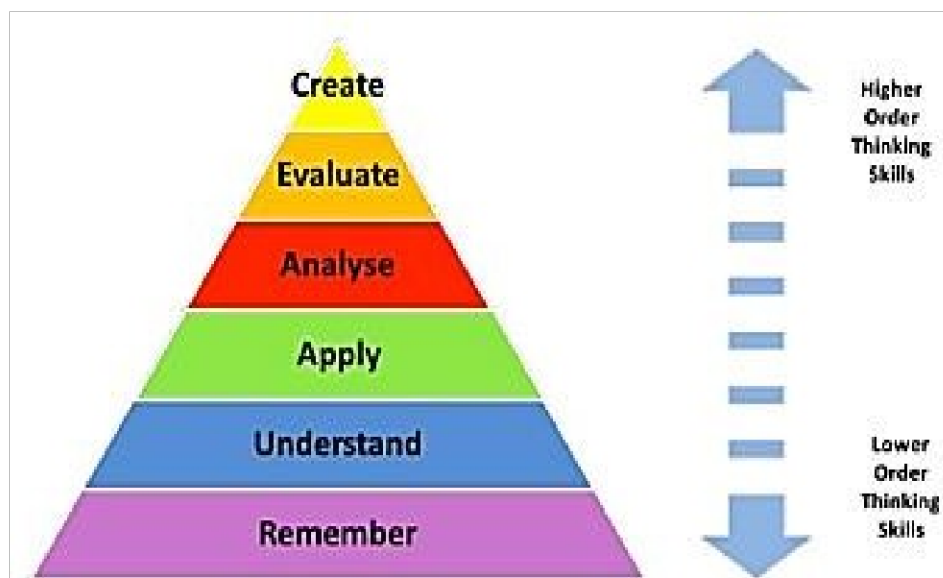 Create
Evaluate
Analyse
Apply
Understand
Remember
Higher
Order
Thinking
Skills
Lower
Order
Thinking
Skills